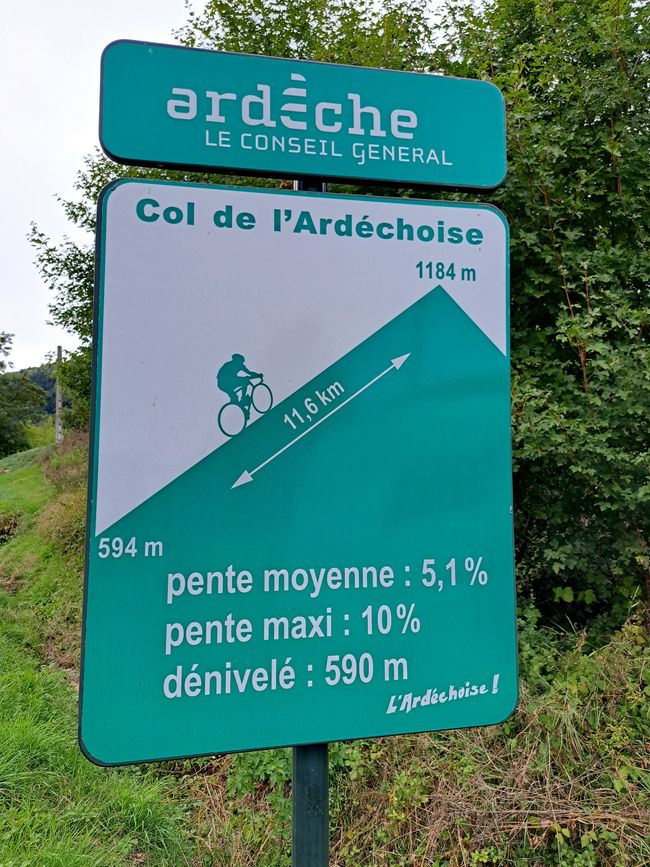 ardèche
LE CONSEIL GENERAL
Col de l'Ardéchoise
1184 m
11,6 km
594 m
pente moyenne : 5,1%
pente maxi : 10%
dénivelé : 590 m
L'Ardéchoise !